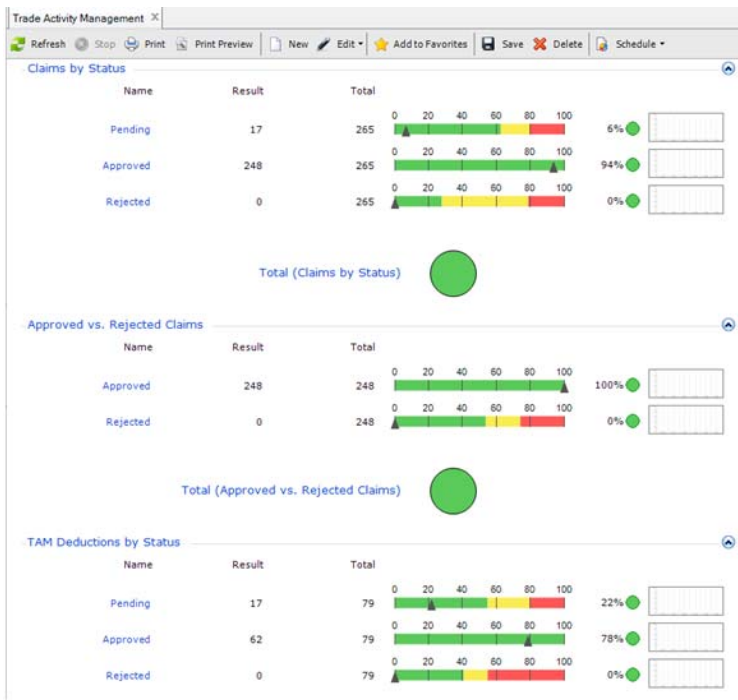 Trade Activity Management X
Refresh Stop Print Print Preview New Edit Add to Favorites Save Delete Schedule
Claims by Status
Name Result Total
0 20 40 60 80 100
Pending 17 265 6%
0 20 40 60 80 100
Approved 248 265 94%
0 20 40 60 80 100
Rejected 0 265 0%
Total (Claims by Status)
Approved vs. Rejected Claims
Name Result Total
0 20 40 60 80 100
Approved 248 248 100%
0 20 40 60 80 100
Rejected 0 248 0%
Total (Approved vs. Rejected Claims)
TAM Deductions by Status
Name Result Total
0 20 40 60 80 100
Pending 17 79 22%
0 20 40 60 80 100
Approved 62 79 78%
0 20 40 60 80 100
Rejected 0 79 0%